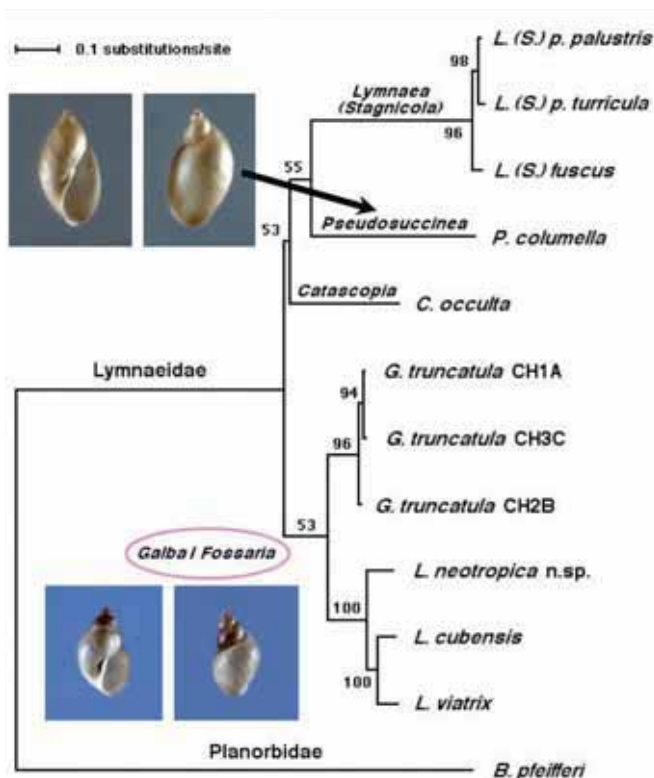 0.1 substitutions/site
L. (S.) p. palustris
98
Lymnaea
(Stagnicola)
L. (S.) p. turricula
96
55
L. (S.) fuscus
Pseudosuccinea
P. columella
53
Catascopia
C. occulta
Lymnaeidae
G. truncatula CH1A
94
96
G. truncatula CH3C
G. truncatula CH2B
53
Galba / Fossaria
L. neotropica n.sp.
100
L. cubensis
100
L. viatrix
Planorbidae
B. pfeifferi